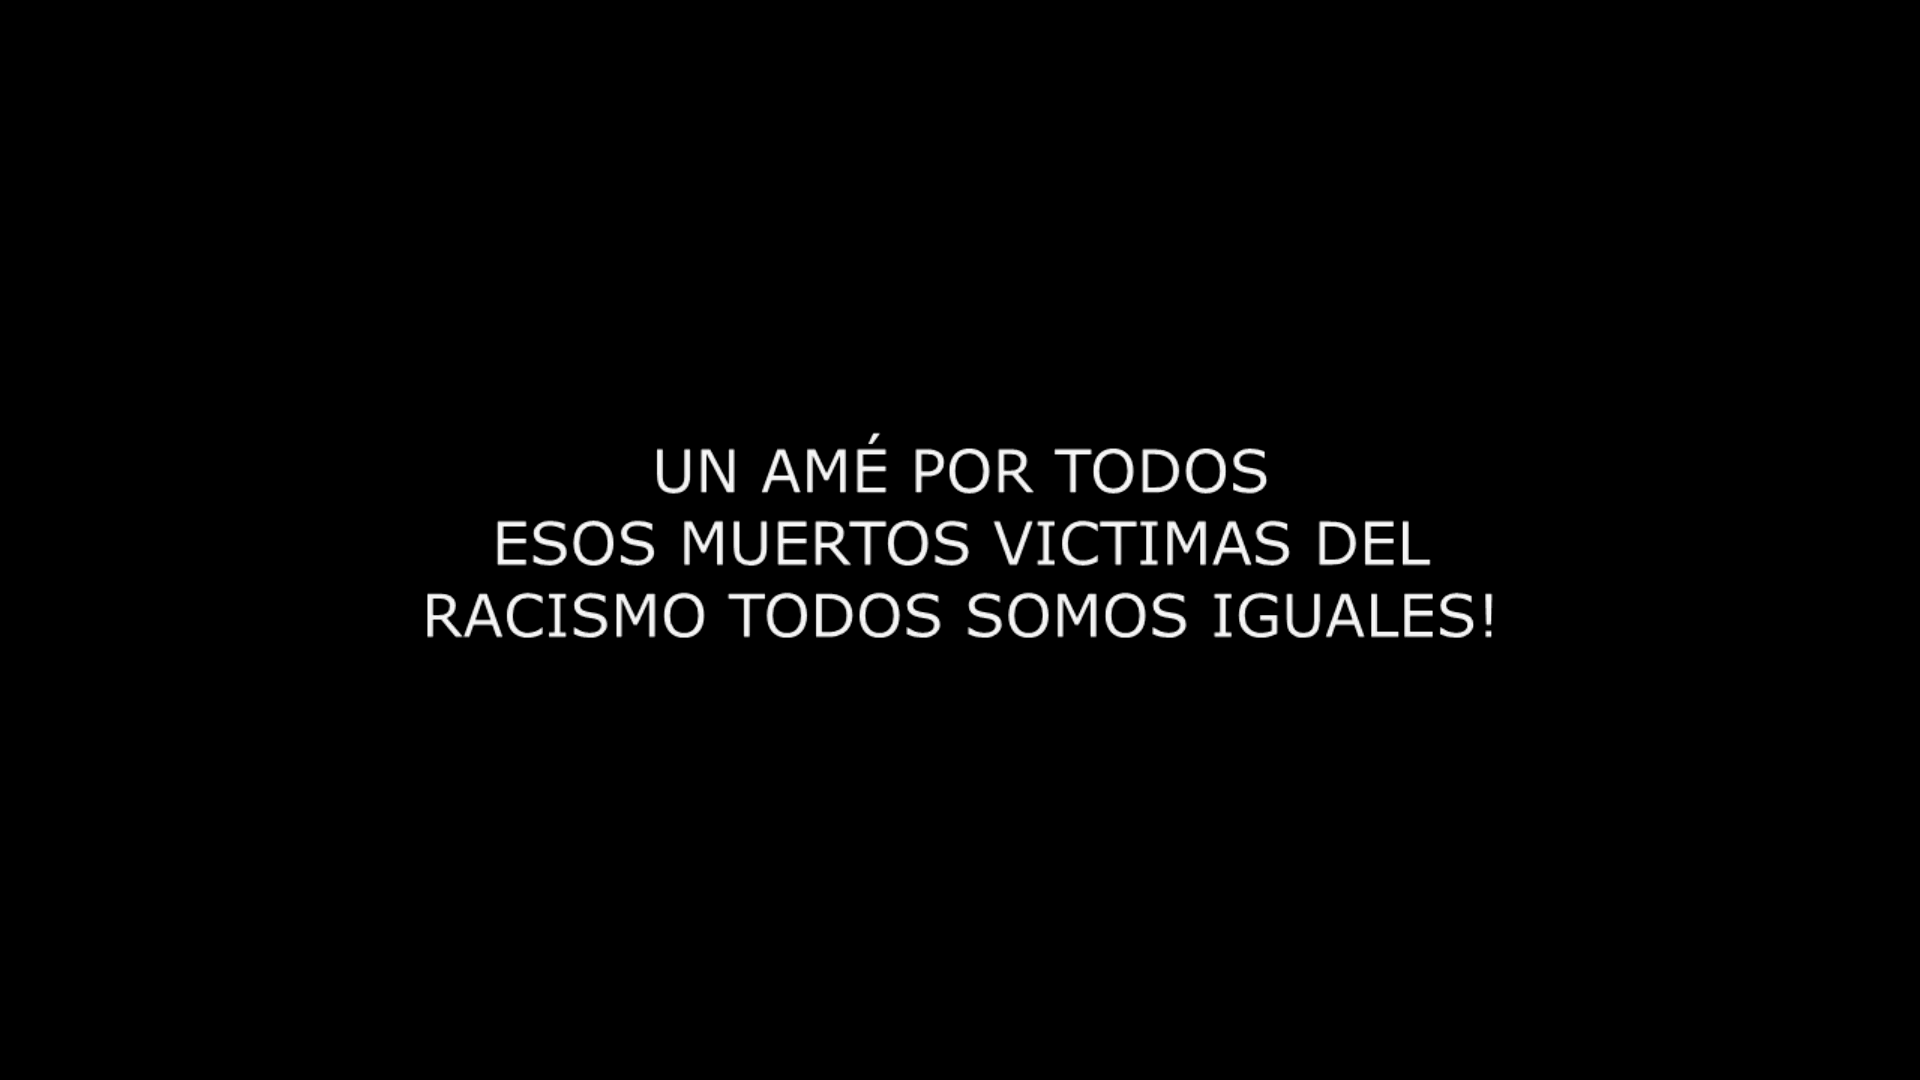 UN AMÉ POR TODOS
ESOS MUERTOS VICTIMAS DEL
RACISMO TODOS SOMOS IGUALES!